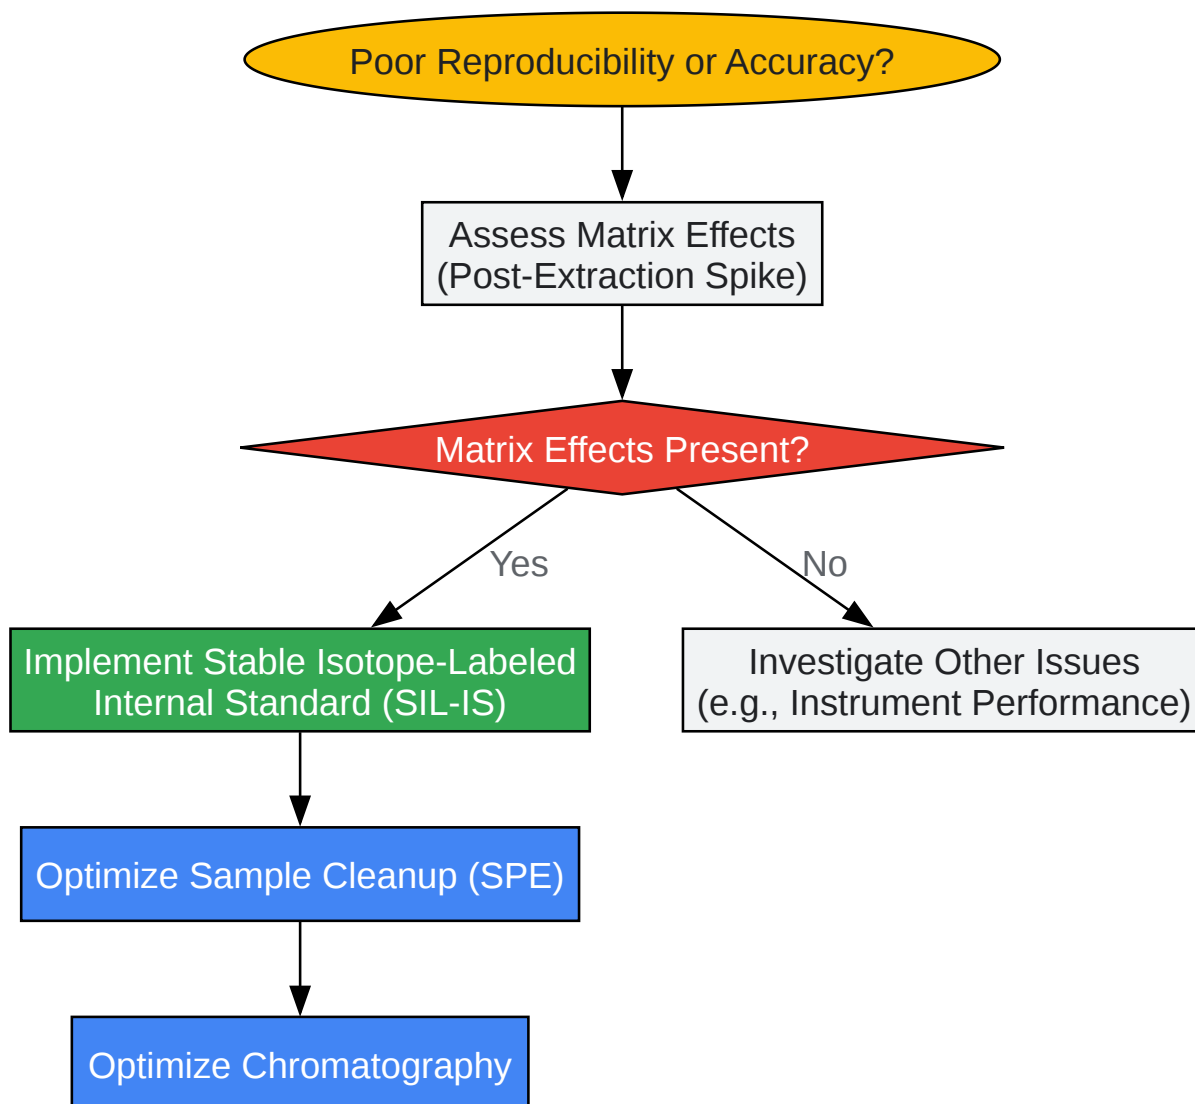 Poor Reproducibility or Accuracy?
Assess Matrix Effects
(Post-Extraction Spike)
Matrix Effects Present?
Yes
No
Implement Stable Isotope-Labeled
Internal Standard (SIL-IS)
Investigate Other Issues
(e.g., Instrument Performance)
Optimize Sample Cleanup (SPE)
Optimize Chromatography